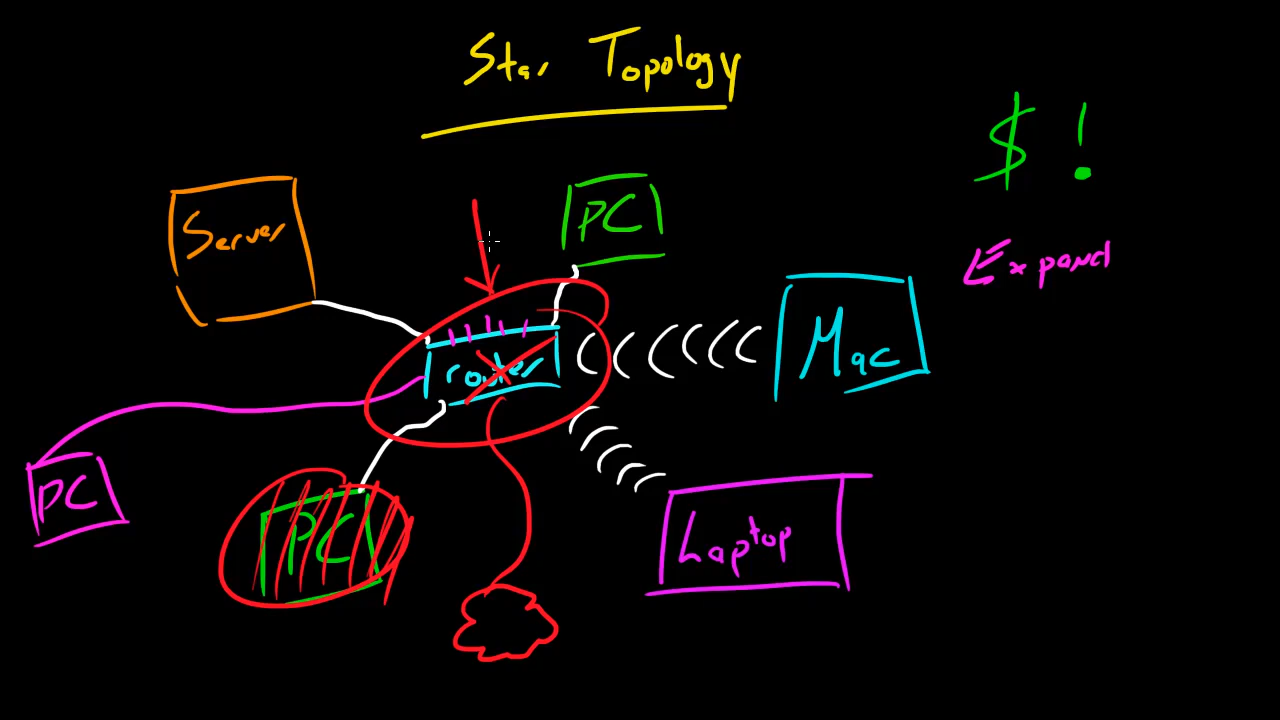 Star Topology
$ !
PC
Server
Expand
Mac
router
PC
PC
Laptop